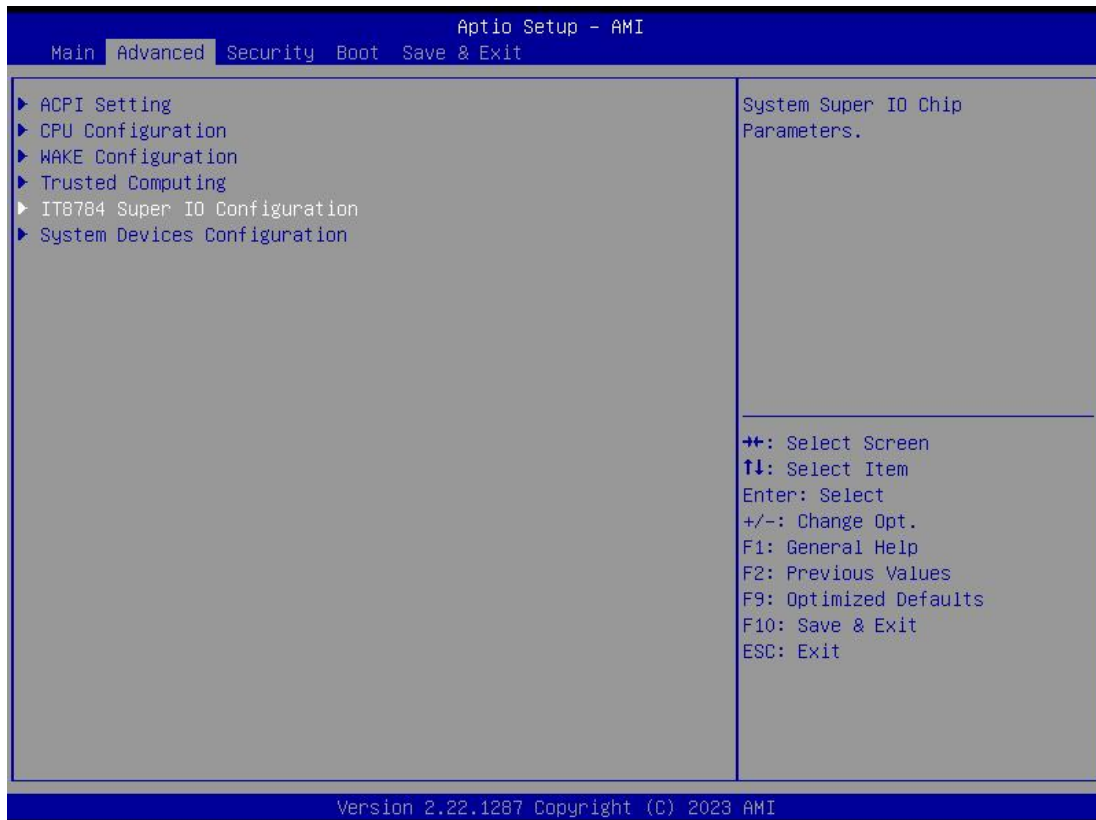 Aptio Setup – AMI
Main Advanced Security Boot Save & Exit
▶ ACPI Setting
▶ CPU Configuration
▶ WAKE Configuration
▶ Trusted Computing
▶ IT8784 Super IO Configuration
▶ System Devices Configuration
System Super IO Chip
Parameters.
→←: Select Screen
↑↓: Select Item
Enter: Select
+/-: Change Opt.
F1: General Help
F2: Previous Values
F9: Optimized Defaults
F10: Save & Exit
ESC: Exit
Version 2.22.1287 Copyright (C) 2023 AMI